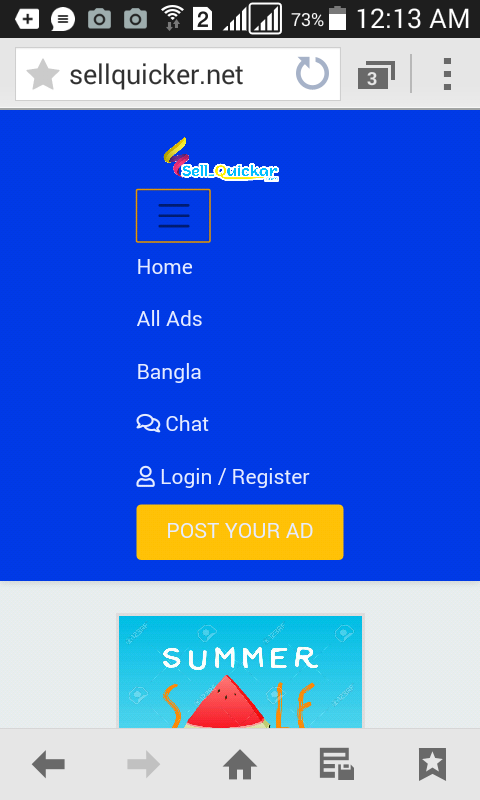 2
73%
12:13 AM
sellquicker.net
3
Sell Quickar
Home
All Ads
Bangla
Chat
Login / Register
POST YOUR AD
SUMMER